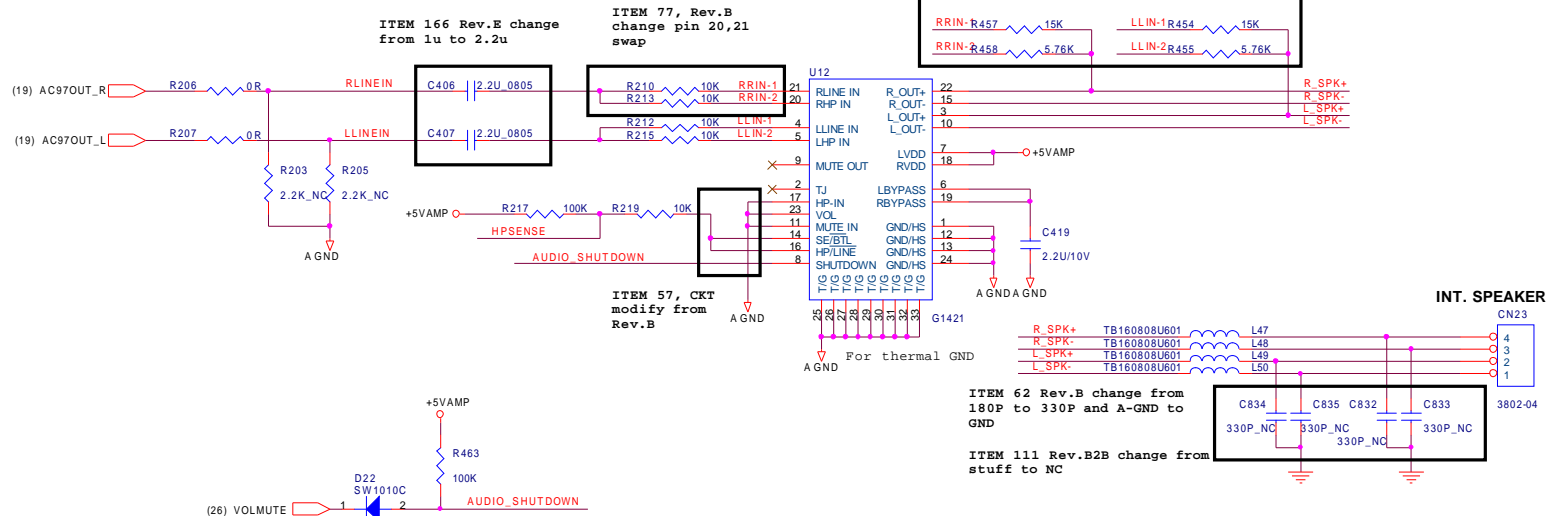 ITEM 166 Rev.E change
from 1u to 2.2u
ITEM 77, Rev.B
change pin 20,21
swap
RRIN-1 R457 15K LLIN-1 R454 15K
RRIN-2 R458 5.76K LLIN-2 R455 5.76K
(19) AC97OUT_R R206 0R RLINEIN C406 2.2U_0805 R210 10K RRIN-1 21
R213 10K RRIN-2 20
(19) AC97OUT_L R207 0R LLINEIN C407 2.2U_0805 R212 10K LLIN-1 4
R215 10K LLIN-2 5
R203
2.2K_NC
R205
2.2K_NC
AGND
+5VAMP R217 100K R219 10K
HPSENSE
AUDIO_SHUTDOWN
ITEM 57, CKT
modify from
Rev.B
AGND
U12
RLINE IN
RHP IN
LLINE IN
LHP IN
9 MUTE OUT
2 TJ
17 HP-IN
23 VOL
11 MUTE IN
14 SE/BTL
16 HP/LINE
8 SHUTDOWN
R_OUT+ 22 R_SPK+
R_OUT- 15 R_SPK-
L_OUT+ 3 L_SPK+
L_OUT- 10 L_SPK-
LVDD 7 +5VAMP
RVDD 18
LBYPASS 6
RBYPASS 19
GND/HS 1
GND/HS 12
GND/HS 13
GND/HS 24
C419
2.2U/10V
AGND AGND
T/G T/G T/G T/G T/G T/G T/G T/G T/G
25 26 27 28 29 30 31 32 33
G1421
AGND
For thermal GND
INT. SPEAKER
CN23
R_SPK+ TB160808U601 L47 4
R_SPK- TB160808U601 L48 3
L_SPK+ TB160808U601 L49 2
L_SPK- TB160808U601 L50 1
3802-04
ITEM 62 Rev.B change from
180P to 330P and A-GND to
GND
ITEM 111 Rev.B2B change from
stuff to NC
C834 C835 C832 C833
330P_NC 330P_NC 330P_NC 330P_NC
+5VAMP
R463
100K
D22
SW1010C
(26) VOLMUTE 1 2 AUDIO_SHUTDOWN